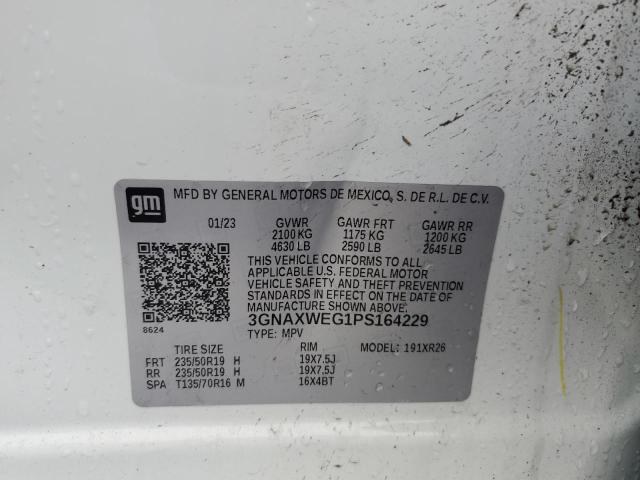 gm
MFD BY GENERAL MOTORS DE MEXICO, S. DE R.L. DE C.V.
01/23 GVWR GAWR FRT GAWR RR
2100 KG 1175 KG 1200 KG
4630 LB 2590 LB 2645 LB
THIS VEHICLE CONFORMS TO ALL
APPLICABLE U.S. FEDERAL MOTOR
VEHICLE SAFETY AND THEFT PREVENTION
STANDARDS IN EFFECT ON THE DATE OF
MANUFACTURE SHOWN ABOVE.
8624
3GNAXWEG1PS164229
TYPE: MPV
TIRE SIZE RIM MODEL: 191XR26
FRT 235/50R19 H 19X7.5J
RR 235/50R19 H 19X7.5J
SPA T135/70R16 M 16X4BT